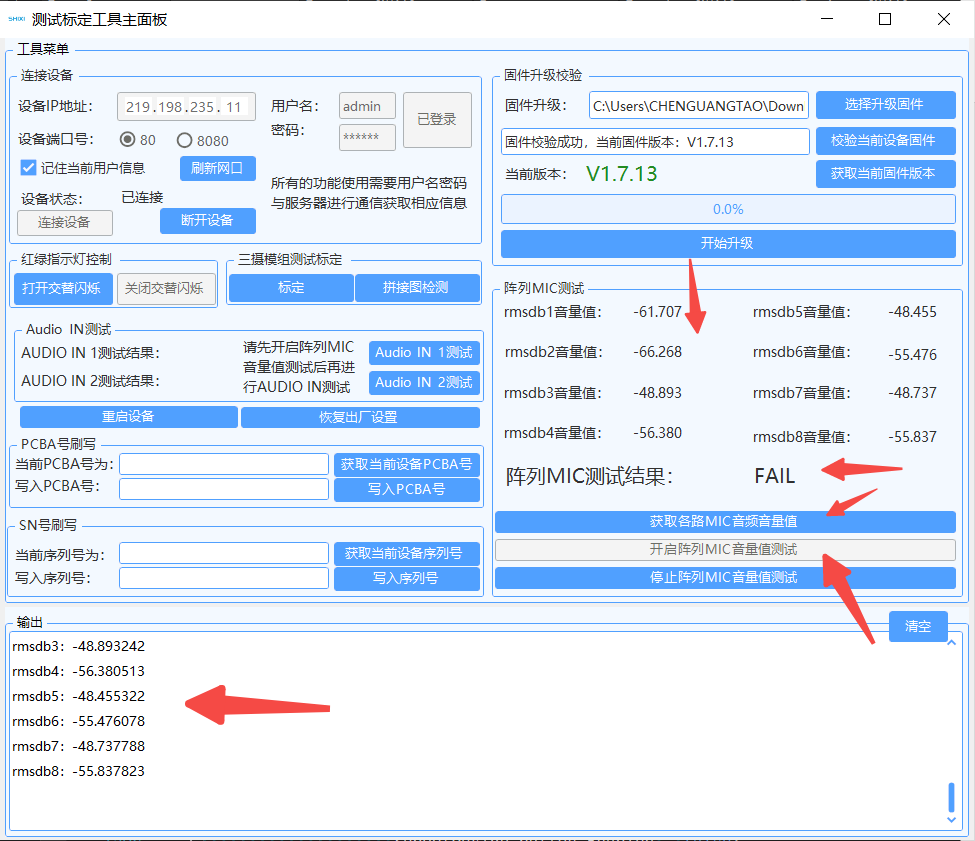 SHIXI 测试标定工具主面板
工具菜单
连接设备
设备IP地址： 219 . 198 . 235 . 11
用户名： admin
密码： ******
已登录
设备端口号： 80 8080
记住当前用户信息
刷新网口
设备状态： 已连接
连接设备
断开设备
所有的功能使用需要用户名密码
与服务器进行通信获取相应信息
固件升级校验
固件升级： C:\Users\CHENGUANGTAO\Down 选择升级固件
固件校验成功，当前固件版本：V1.7.13 校验当前设备固件
当前版本： V1.7.13 获取当前固件版本
0.0%
开始升级
红绿指示灯控制
打开交替闪烁 关闭交替闪烁
三摄模组测试标定
标定 拼接图检测
Audio IN测试
AUDIO IN 1测试结果：
AUDIO IN 2测试结果：
请先开启阵列MIC
音量值测试后再进
行AUDIO IN测试
Audio IN 1测试
Audio IN 2测试
重启设备 恢复出厂设置
PCBA号刷写
当前PCBA号为： 获取当前设备PCBA号
写入PCBA号： 写入PCBA号
SN号刷写
当前序列号为： 获取当前设备序列号
写入序列号： 写入序列号
阵列MIC测试
rmsdb1音量值： -61.707 rmsdb5音量值： -48.455
rmsdb2音量值： -66.268 rmsdb6音量值： -55.476
rmsdb3音量值： -48.893 rmsdb7音量值： -48.737
rmsdb4音量值： -56.380 rmsdb8音量值： -55.837
阵列MIC测试结果： FAIL
获取各路MIC音频音量值
开启阵列MIC音量值测试
停止阵列MIC音量值测试
输出
清空
rmsdb3：-48.893242
rmsdb4：-56.380513
rmsdb5：-48.455322
rmsdb6：-55.476078
rmsdb7：-48.737788
rmsdb8：-55.837823